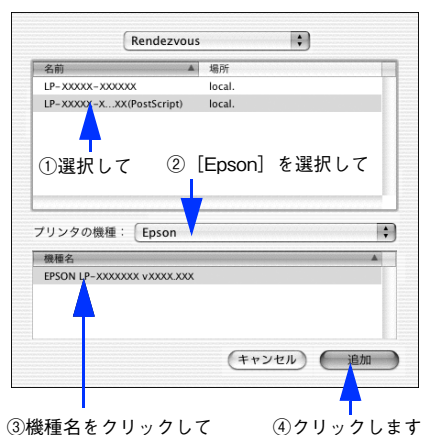 Rendezvous
名前 場所
LP-XXXXX-XXXXXX local.
LP-XXXXX-X...XX(PostScript) local.
①選択して ②［Epson］を選択して
プリンタの機種： Epson
機種名
EPSON LP-XXXXXXX vXXXX.XXX
キャンセル 追加
③機種名をクリックして ④クリックします